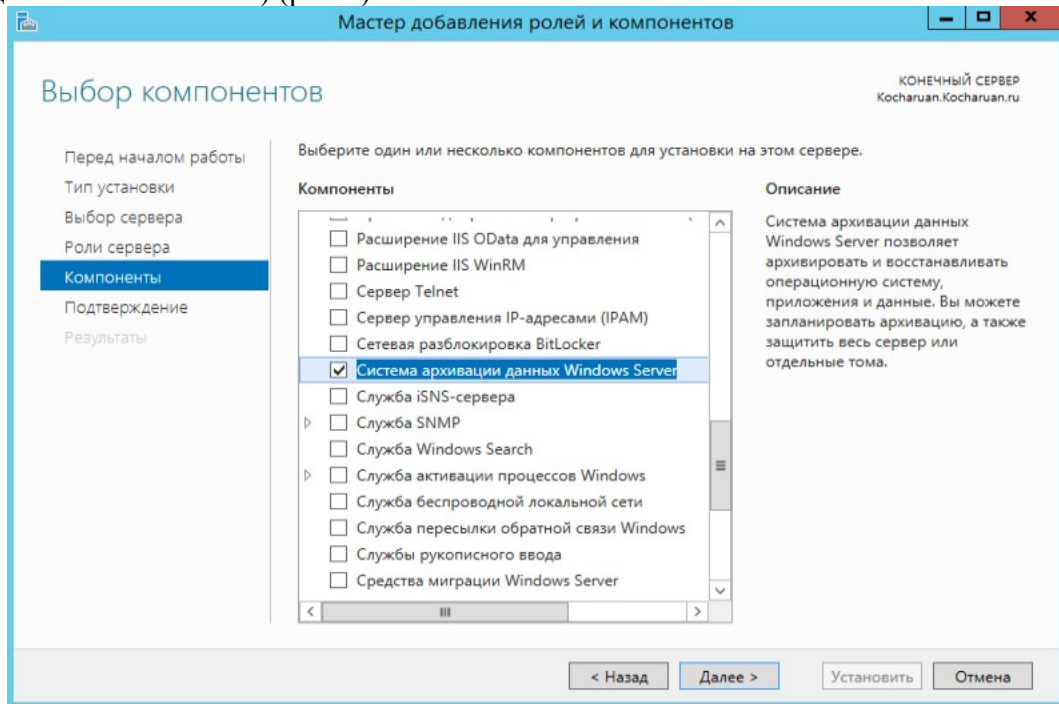 Мастер добавления ролей и компонентов
Выбор компонентов
КОНЕЧНЫЙ СЕРВЕР
Kocharuan.Kocharuan.ru
Перед началом работы
Тип установки
Выбор сервера
Роли сервера
Компоненты
Подтверждение
Результаты
Выберите один или несколько компонентов для установки на этом сервере.
Компоненты
Расширение IIS OData для управления
Расширение IIS WinRM
Сервер Telnet
Сервер управления IP-адресами (IPAM)
Сетевая разблокировка BitLocker
Система архивации данных Windows Server
Служба iSNS-сервера
Служба SNMP
Служба Windows Search
Служба активации процессов Windows
Служба беспроводной локальной сети
Служба пересылки обратной связи Windows
Службы рукописного ввода
Средства миграции Windows Server
Описание
Система архивации данных
Windows Server позволяет
архивировать и восстанавливать
операционную систему,
приложения и данные. Вы можете
запланировать архивацию, а также
защитить весь сервер или
отдельные тома.
< Назад
Далее >
Установить
Отмена